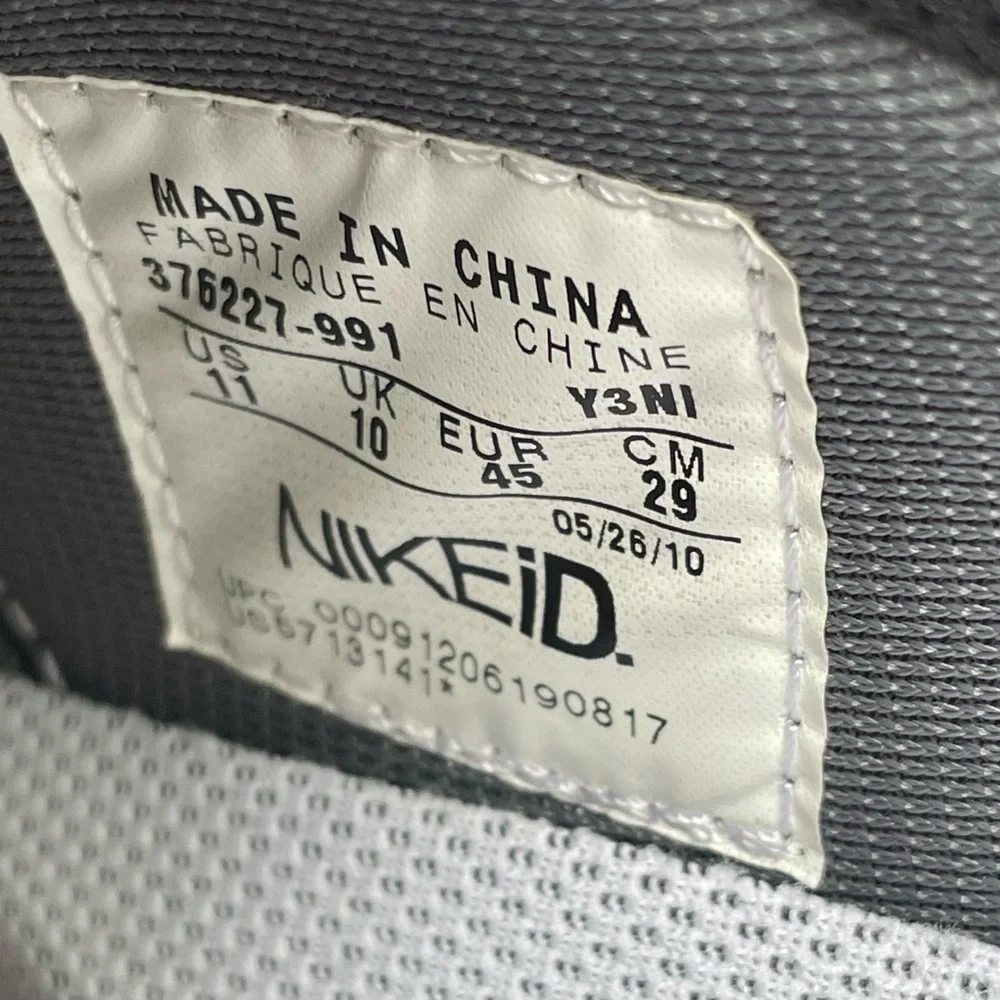 MADE IN CHINA
FABRIQUE EN CHINE
376227-991 Y3NI
US UK EUR CM
11 10 45 29
05/26/10
NIKEiD.
UPC 00091206190817
US6713141*